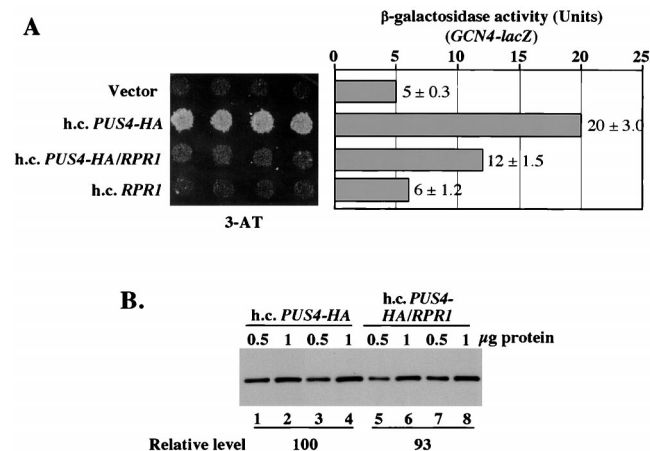 A
β-galactosidase activity (Units)
(GCN4-lacZ)
0 5 10 15 20 25
Vector
5 ± 0.3
h.c. PUS4-HA
20 ± 3.0
h.c. PUS4-HA/RPR1
12 ± 1.5
h.c. RPR1
6 ± 1.2
3-AT
B.
h.c. PUS4-HA
h.c. PUS4-
HA/RPR1
0.5 1 0.5 1 0.5 1 0.5 1 µg protein
1 2 3 4 5 6 7 8
Relative level 100 93